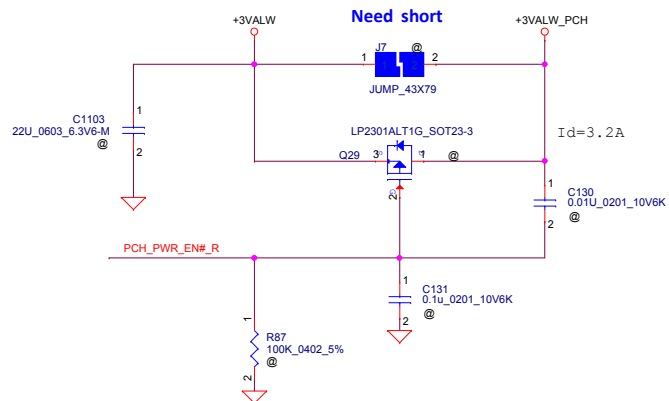 Need short
+3VALW
+3VALW_PCH
J7
@
1
1
2
2
JUMP_43X79
C1103
22U_0603_6.3V6-M
@
1
2
LP2301ALT1G_SOT23-3
Q29
3
1
@
2
Id=3.2A
1
C130
0.01U_0201_10V6K
@
2
PCH_PWR_EN#_R
1
C131
0.1u_0201_10V6K
@
2
1
R87
100K_0402_5%
@
2